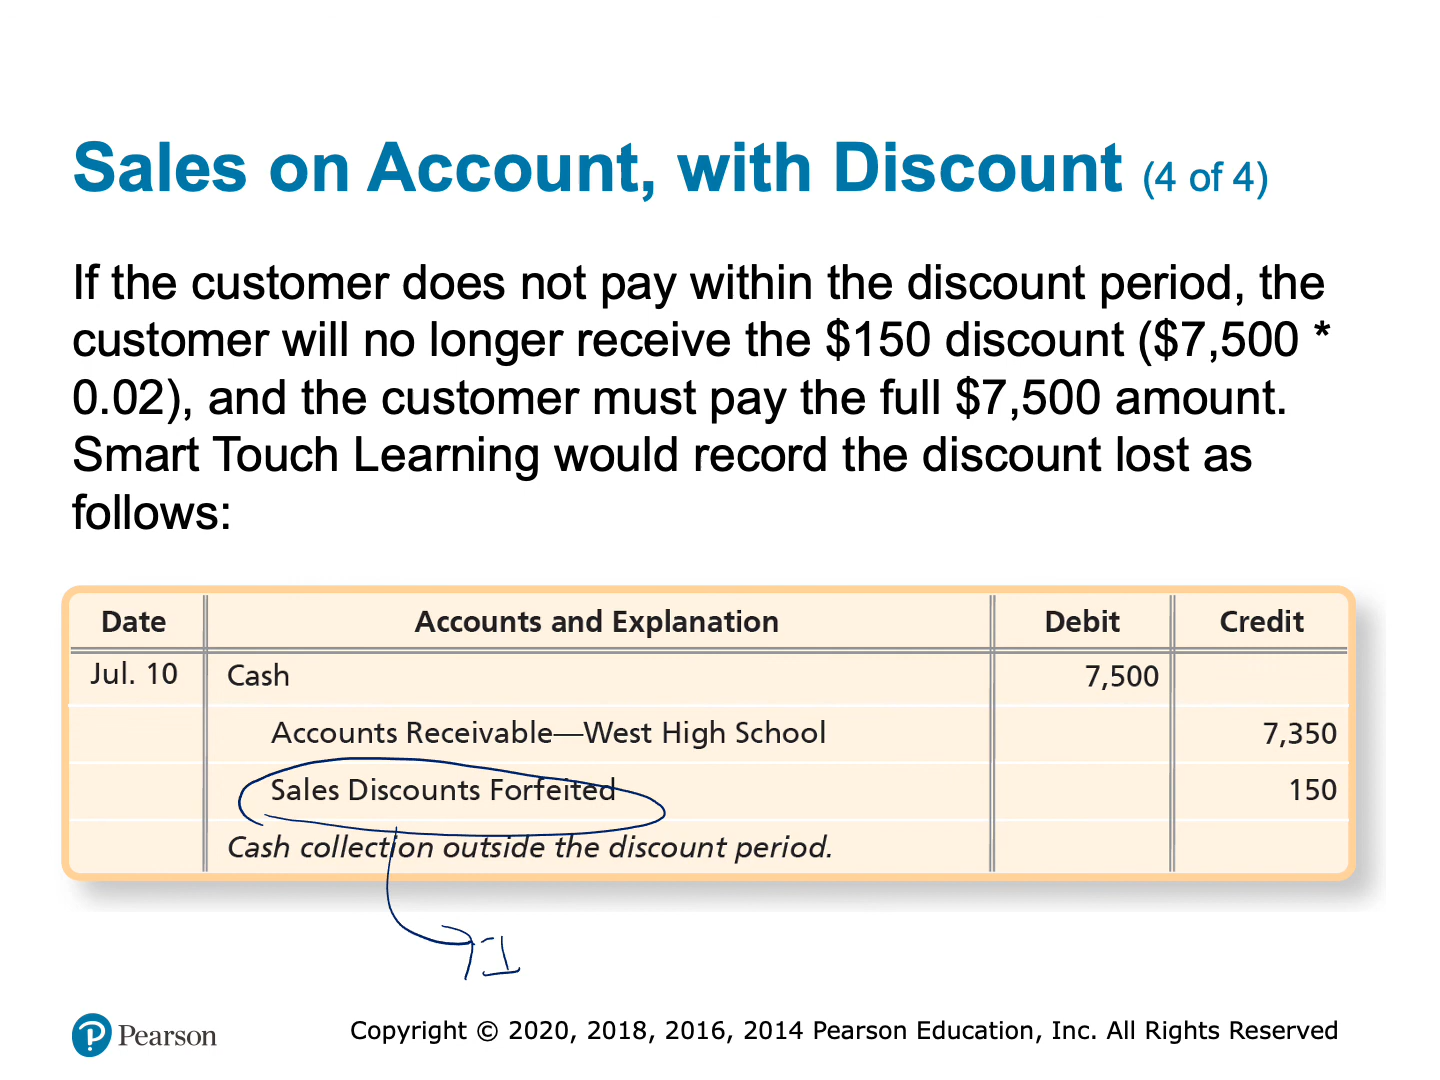 Sales on Account, with Discount (4 of 4)
If the customer does not pay within the discount period, the
customer will no longer receive the $150 discount ($7,500 *
0.02), and the customer must pay the full $7,500 amount.
Smart Touch Learning would record the discount lost as
follows:
Date Accounts and Explanation Debit Credit
Jul. 10 Cash 7,500
Accounts Receivable—West High School 7,350
Sales Discounts Forfeited 150
Cash collection outside the discount period.
Pearson Copyright © 2020, 2018, 2016, 2014 Pearson Education, Inc. All Rights Reserved